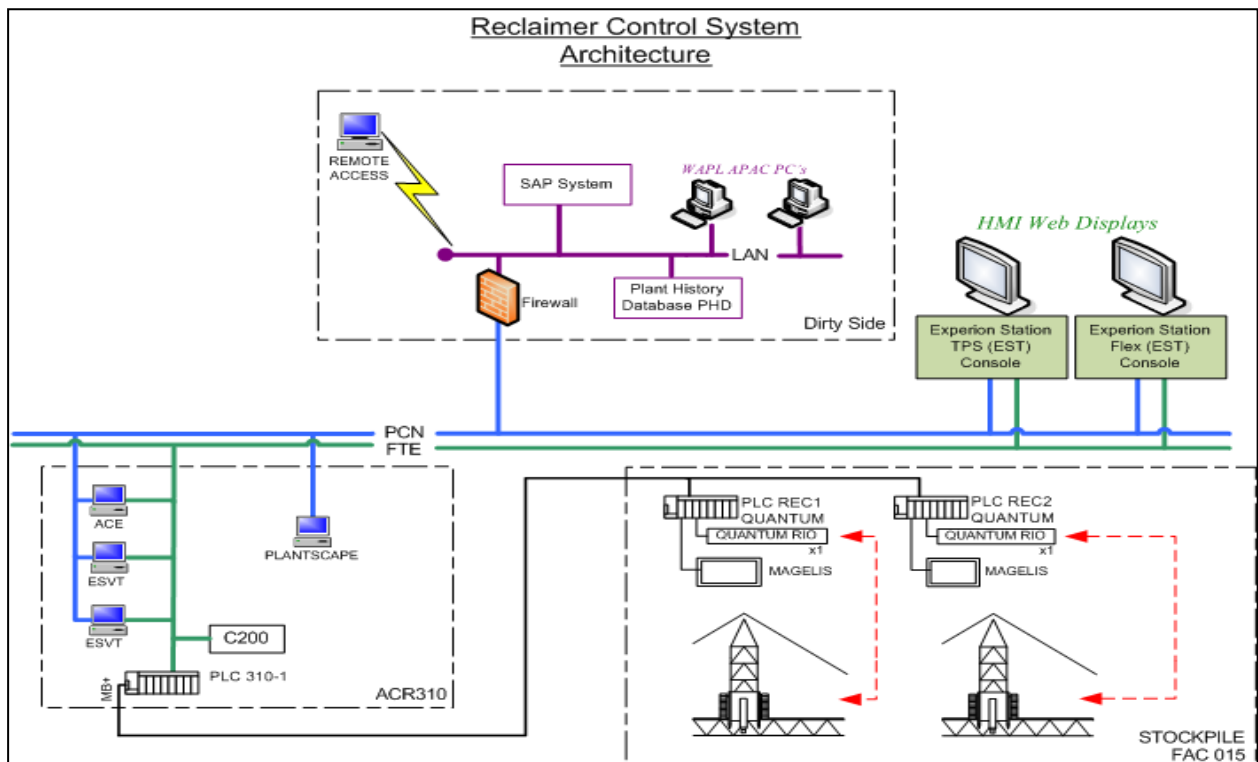 Reclaimer Control System
Architecture
REMOTE
ACCESS
SAP System
WAPL APAC PC's
LAN
HMI Web Displays
Firewall
Plant History
Database PHD
Dirty Side
Experion Station
TPS (EST)
Console
Experion Station
Flex (EST)
Console
PCN
FTE
ACE
PLANTSCAPE
ESVT
ESVT
C200
PLC 310-1
MB+
ACR310
PLC REC1
QUANTUM
QUANTUM RIO
x1
MAGELIS
PLC REC2
QUANTUM
QUANTUM RIO
x1
MAGELIS
STOCKPILE
FAC 015